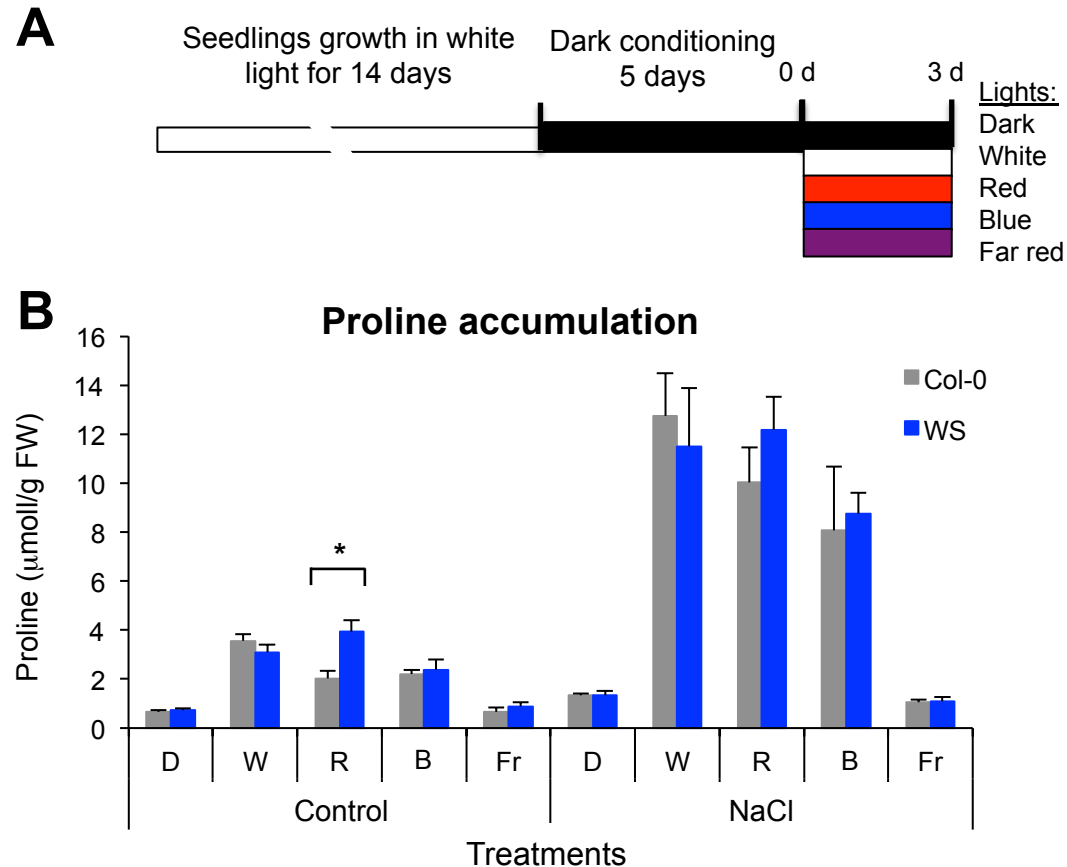 A
Seedlings growth in white
light for 14 days
Dark conditioning
5 days
0 d
3 d
Lights:
Dark
White
Red
Blue
Far red
B
Proline accumulation
Proline (μmoll/g FW)
16
14
12
10
8
6
4
2
0
*
Col-0
WS
D W R B Fr D W R B Fr
Control NaCl
Treatments